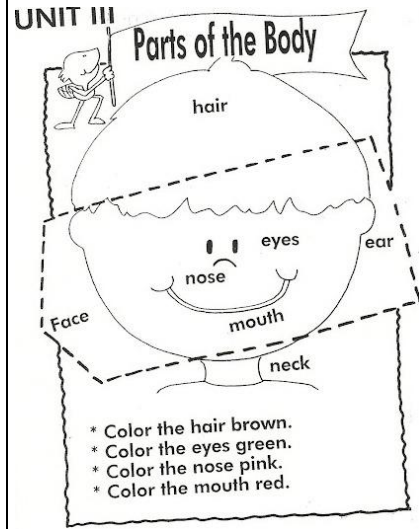 UNIT III
Parts of the Body
hair
eyes
ear
nose
Face
mouth
neck
* Color the hair brown.
* Color the eyes green.
* Color the nose pink.
* Color the mouth red.